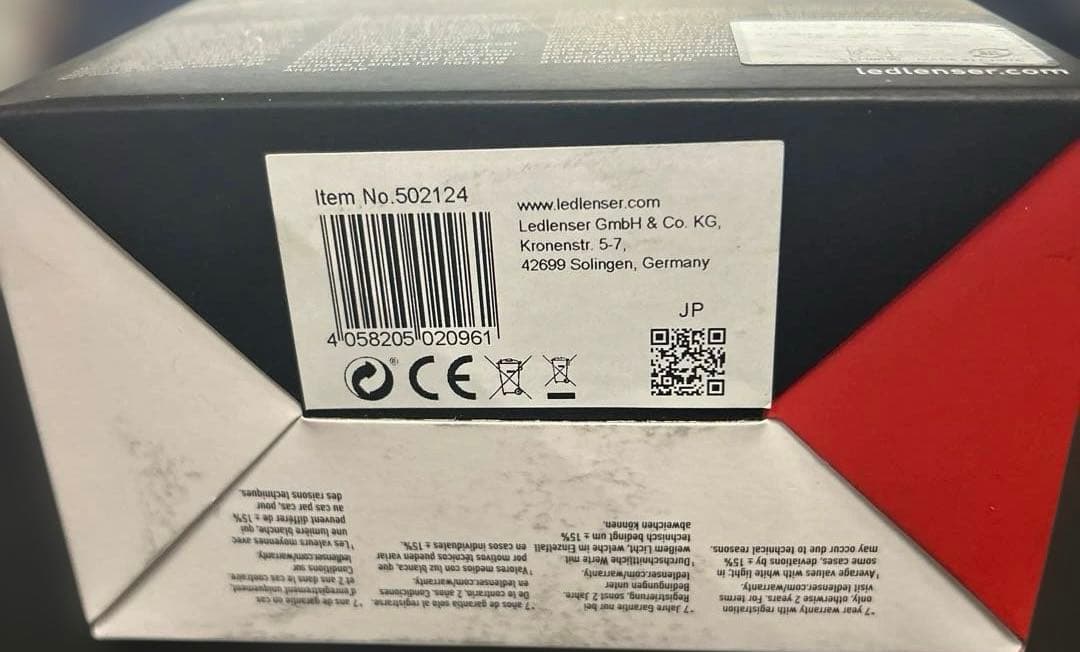 Ansprüche.
ledlenser.com
Item No.502124
4 058205 020961
www.ledlenser.com
Ledlenser GmbH & Co. KG,
Kronenstr. 5-7,
42699 Solingen, Germany
JP
CE
*7 year warranty with registration
only, otherwise 2 years. For terms
visit ledlenser.com/warranty.
¹Average values with white light; in
some cases, deviations by ± 15%
may occur due to technical reasons.
*7 Jahre Garantie nur bei
Registrierung, sonst 2 Jahre.
Bedingungen unter
ledlenser.com/warranty.
¹Durchschnittliche Werte mit
weißem Licht, welche im Einzelfall
technisch bedingt um ± 15%
abweichen können.
*7 años de garantía solo al registrarse.
De lo contrario, 2 años. Condiciones
en ledlenser.com/warranty.
¹Valores medios con luz blanca, que
por motivos técnicos pueden variar
en casos individuales ± 15%.
*7 ans de garantie en cas
d'enregistrement uniquement,
et 2 ans dans le cas contraire.
Conditions sur
ledlenser.com/warranty.
¹Les valeurs moyennes avec
une lumière blanche, qui
peuvent différer de ± 15%
au cas par cas, pour
des raisons techniques.